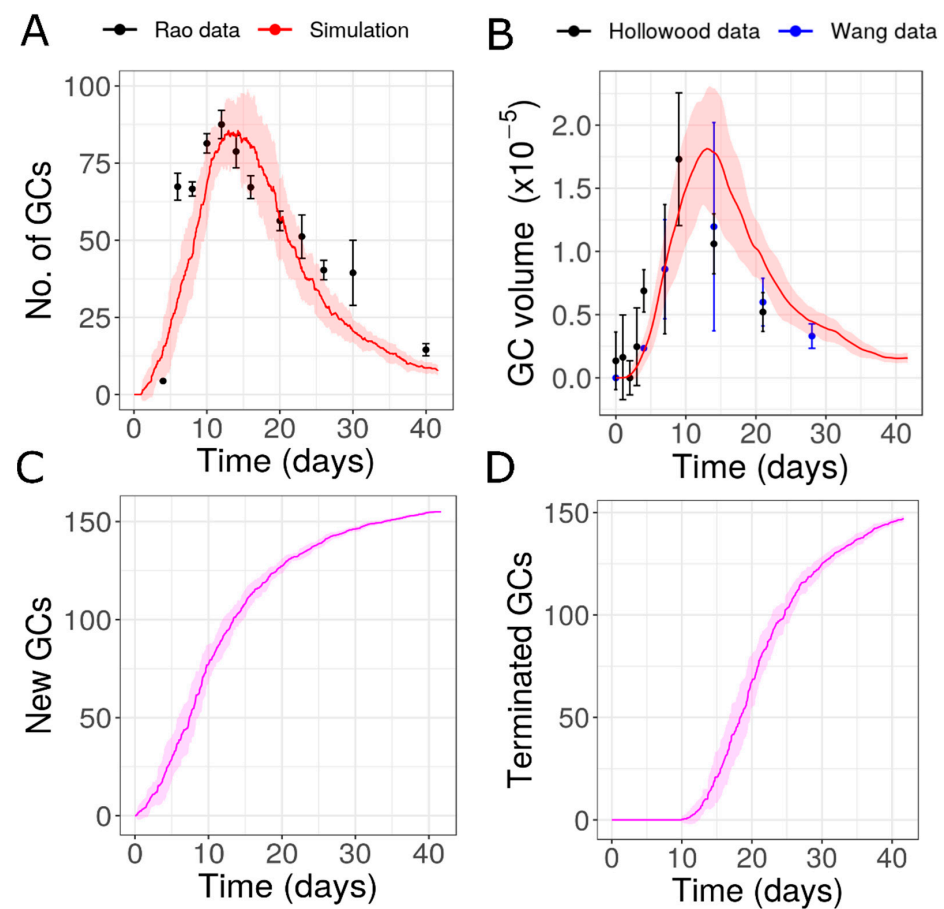 A
Rao data
Simulation
No. of GCs
100
75
50
25
0
0 10 20 30 40
Time (days)
B
Hollowood data
Wang data
GC volume (x10⁻⁵)
2.0
1.5
1.0
0.5
0.0
0 10 20 30 40
Time (days)
C
New GCs
150
100
50
0
0 10 20 30 40
Time (days)
D
Terminated GCs
150
100
50
0
0 10 20 30 40
Time (days)